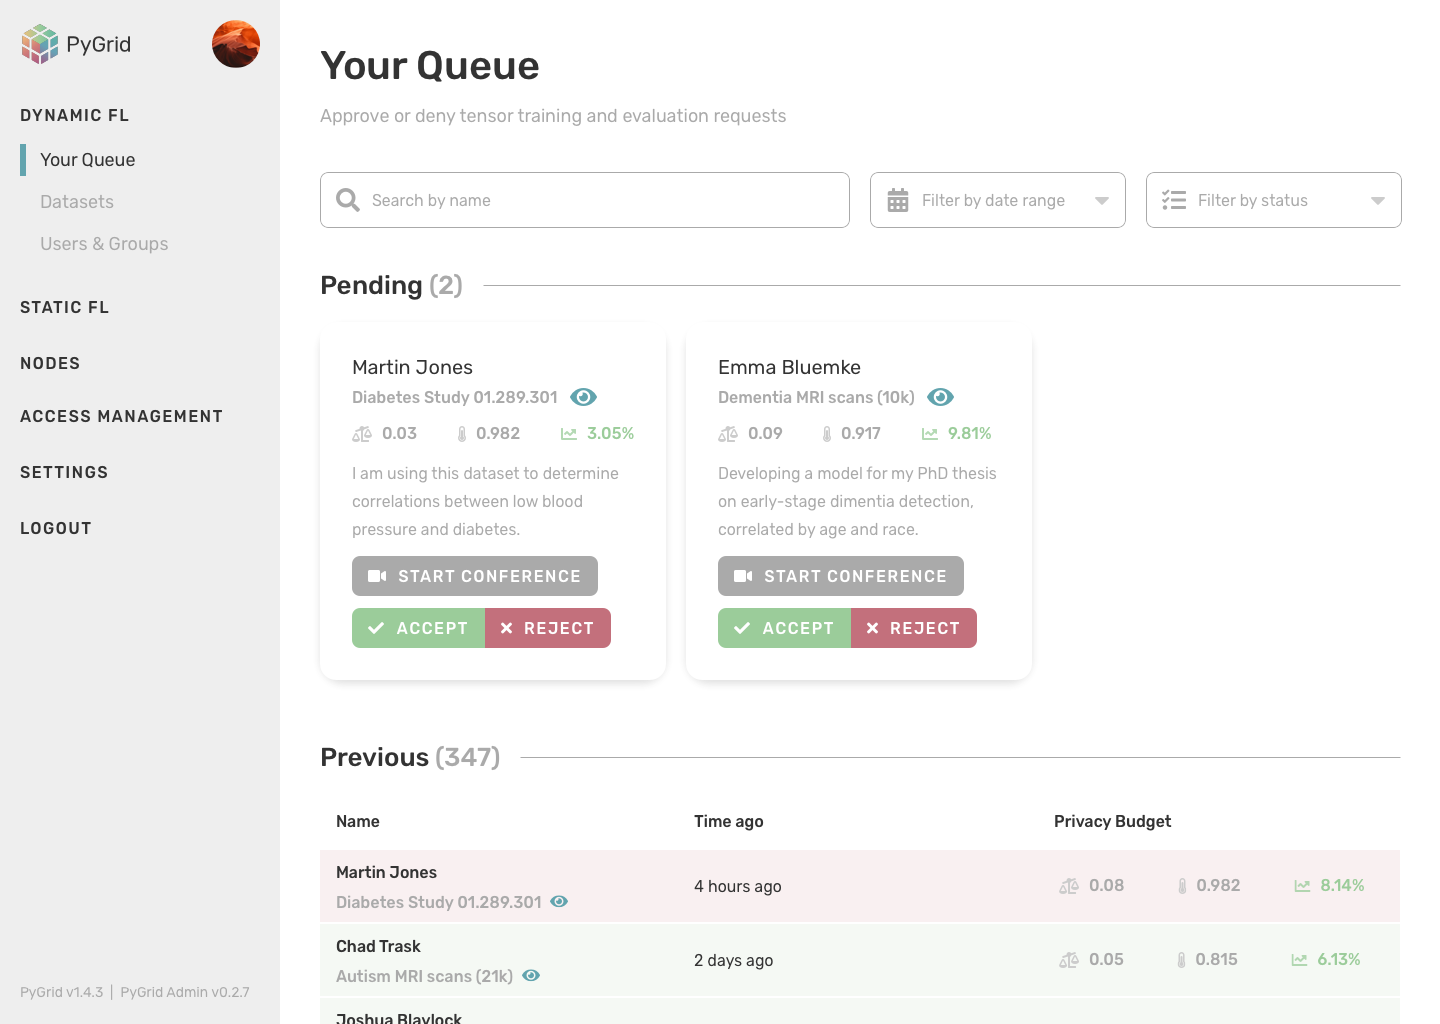 PyGrid
DYNAMIC FL
Your Queue
Datasets
Users & Groups
STATIC FL
NODES
ACCESS MANAGEMENT
SETTINGS
LOGOUT
PyGrid v1.4.3 | PyGrid Admin v0.2.7
Your Queue
Approve or deny tensor training and evaluation requests
Search by name
Filter by date range
Filter by status
Pending (2)
Martin Jones
Diabetes Study 01.289.301
0.03 0.982 3.05%
I am using this dataset to determine
correlations between low blood
pressure and diabetes.
START CONFERENCE
ACCEPT REJECT
Emma Bluemke
Dementia MRI scans (10k)
0.09 0.917 9.81%
Developing a model for my PhD thesis
on early-stage dimentia detection,
correlated by age and race.
START CONFERENCE
ACCEPT REJECT
Previous (347)
Name Time ago Privacy Budget
Martin Jones
Diabetes Study 01.289.301
4 hours ago
0.08 0.982 8.14%
Chad Trask
Autism MRI scans (21k)
2 days ago
0.05 0.815 6.13%
Joshua Blaylock